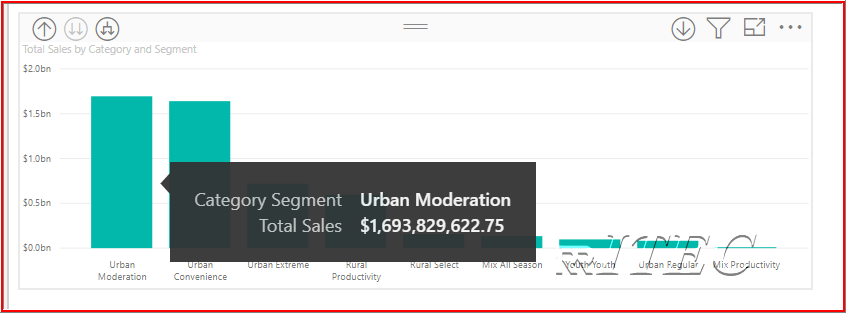 Total Sales by Category and Segment
$2.0bn
$1.5bn
$1.0bn
$0.5bn
$0.0bn
Category Segment Urban Moderation
Total Sales $1,693,829,622.75
Urban Moderation
Urban Convenience
Urban Extreme
Rural Productivity
Rural Select
Mix All Season
Youth Youth
Urban Regular
Mix Productivity